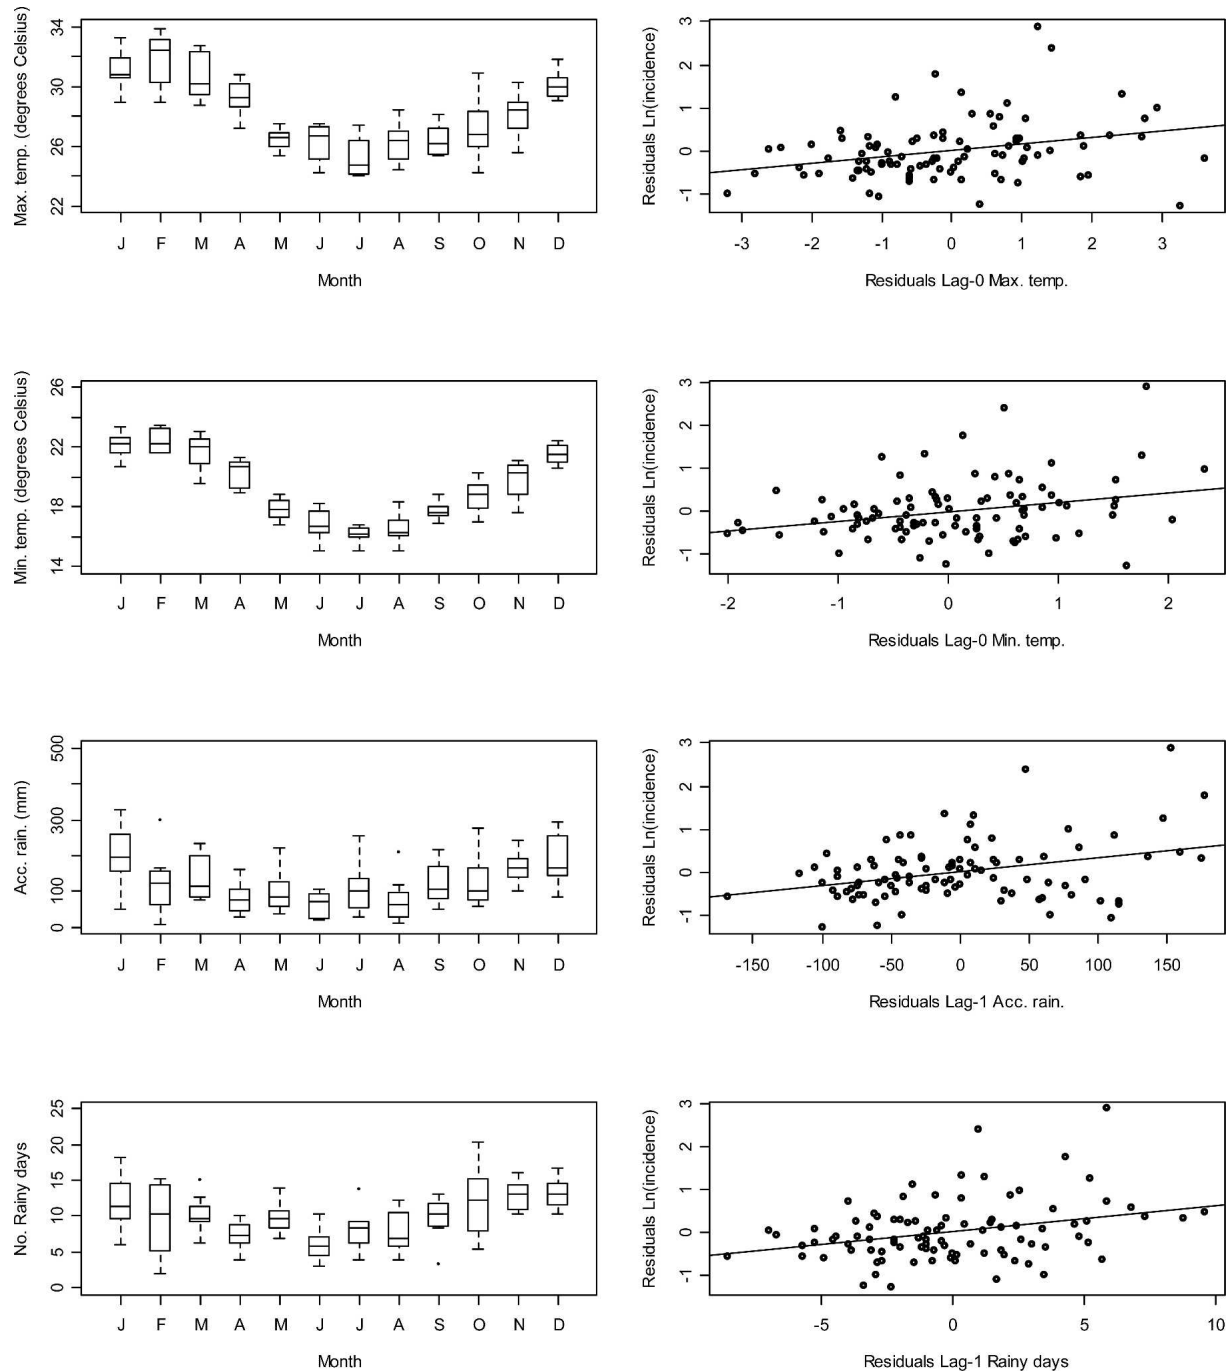 Max. temp. (degrees Celsius)
34
30
26
22
J F M A M J J A S O N D
Month
Residuals Ln(incidence)
3
2
1
0
-1
-3 -2 -1 0 1 2 3
Residuals Lag-0 Max. temp.
Min. temp. (degrees Celsius)
26
22
18
14
J F M A M J J A S O N D
Month
Residuals Ln(incidence)
3
2
1
0
-1
-2 -1 0 1 2
Residuals Lag-0 Min. temp.
Acc. rain. (mm)
500
300
100
0
J F M A M J J A S O N D
Month
Residuals Ln(incidence)
3
2
1
0
-1
-150 -100 -50 0 50 100 150
Residuals Lag-1 Acc. rain.
No. Rainy days
25
20
15
10
5
0
J F M A M J J A S O N D
Month
Residuals Ln(incidence)
3
2
1
0
-1
-5 0 5 10
Residuals Lag-1 Rainy days